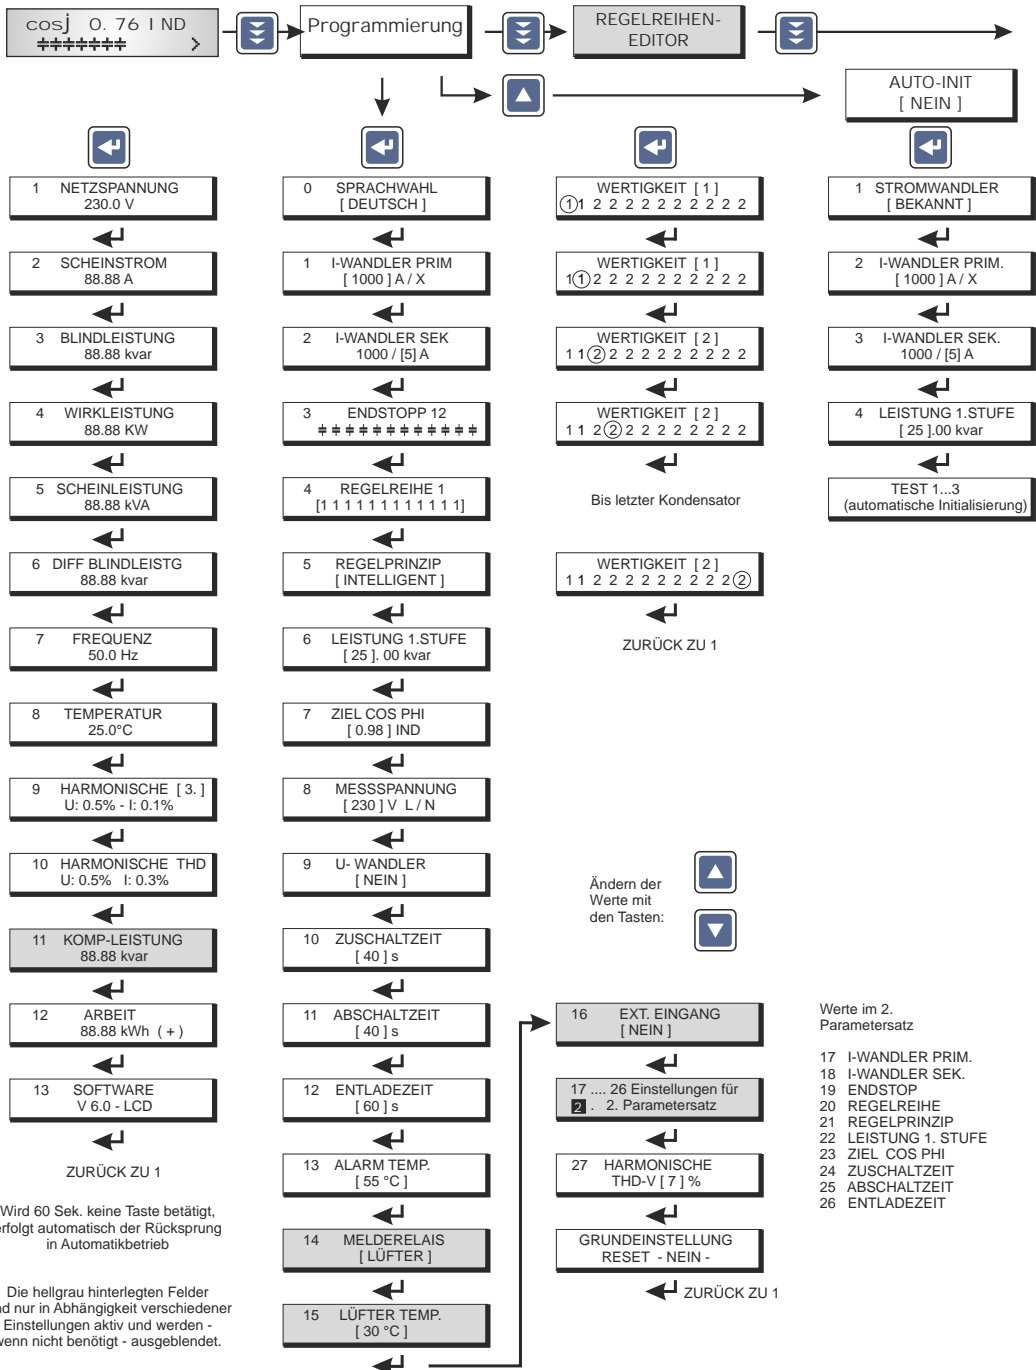 cosj 0. 76 IND
>
Programmierung
REGELREIHEN-
EDITOR
AUTO-INIT
[ NEIN ]
1 NETZSPANNUNG
230.0 V
2 SCHEINSTROM
88.88 A
3 BLINDLEISTUNG
88.88 kvar
4 WIRKLEISTUNG
88.88 KW
5 SCHEINLEISTUNG
88.88 kVA
6 DIFF BLINDLEISTG
88.88 kvar
7 FREQUENZ
50.0 Hz
8 TEMPERATUR
25.0°C
9 HARMONISCHE [ 3. ]
U: 0.5% - I: 0.1%
10 HARMONISCHE THD
U: 0.5% I: 0.3%
11 KOMP-LEISTUNG
88.88 kvar
12 ARBEIT
88.88 kWh ( + )
13 SOFTWARE
V 6.0 - LCD
ZURÜCK ZU 1
Wird 60 Sek. keine Taste betätigt,
erfolgt automatisch der Rücksprung
in Automatikbetrieb
Die hellgrau hinterlegten Felder
nd nur in Abhängigkeit verschiedener
Einstellungen aktiv und werden -
wenn nicht benötigt - ausgeblendet.
0 SPRACHWAHL
[ DEUTSCH ]
1 I-WANDLER PRIM
[ 1000 ] A / X
2 I-WANDLER SEK
1000 / [5] A
3 ENDSTOPP 12
4 REGELREIHE 1
[1 1 1 1 1 1 1 1 1 1 1 1]
5 REGELPRINZIP
[ INTELLIGENT ]
6 LEISTUNG 1.STUFE
[ 25 ]. 00 kvar
7 ZIEL COS PHI
[ 0.98 ] IND
8 MESSSPANNUNG
[ 230 ] V L / N
9 U- WANDLER
[ NEIN ]
10 ZUSCHALTZEIT
[ 40 ] s
11 ABSCHALTZEIT
[ 40 ] s
12 ENTLADEZEIT
[ 60 ] s
13 ALARM TEMP.
[ 55 °C ]
14 MELDERELAIS
[ LÜFTER ]
15 LÜFTER TEMP.
[ 30 °C ]
WERTIGKEIT [ 1 ]
1 1 2 2 2 2 2 2 2 2 2 2
WERTIGKEIT [ 1 ]
1 1 2 2 2 2 2 2 2 2 2 2
WERTIGKEIT [ 2 ]
1 1 2 2 2 2 2 2 2 2 2 2
WERTIGKEIT [ 2 ]
1 1 2 2 2 2 2 2 2 2 2 2
Bis letzter Kondensator
WERTIGKEIT [ 2 ]
1 1 2 2 2 2 2 2 2 2 2 2
ZURÜCK ZU 1
Ändern der
Werte mit
den Tasten:
16 EXT. EINGANG
[ NEIN ]
17 .... 26 Einstellungen für
2 . 2. Parametersatz
27 HARMONISCHE
THD-V [ 7 ] %
GRUNDEINSTELLUNG
RESET - NEIN -
ZURÜCK ZU 1
1 STROMWANDLER
[ BEKANNT ]
2 I-WANDLER PRIM.
[ 1000 ] A / X
3 I-WANDLER SEK.
1000 / [5] A
4 LEISTUNG 1.STUFE
[ 25 ].00 kvar
TEST 1...3
(automatische Initialisierung)
Werte im 2.
Parametersatz
17 I-WANDLER PRIM.
18 I-WANDLER SEK.
19 ENDSTOP
20 REGELREIHE
21 REGELPRINZIP
22 LEISTUNG 1. STUFE
23 ZIEL COS PHI
24 ZUSCHALTZEIT
25 ABSCHALTZEIT
26 ENTLADEZEIT